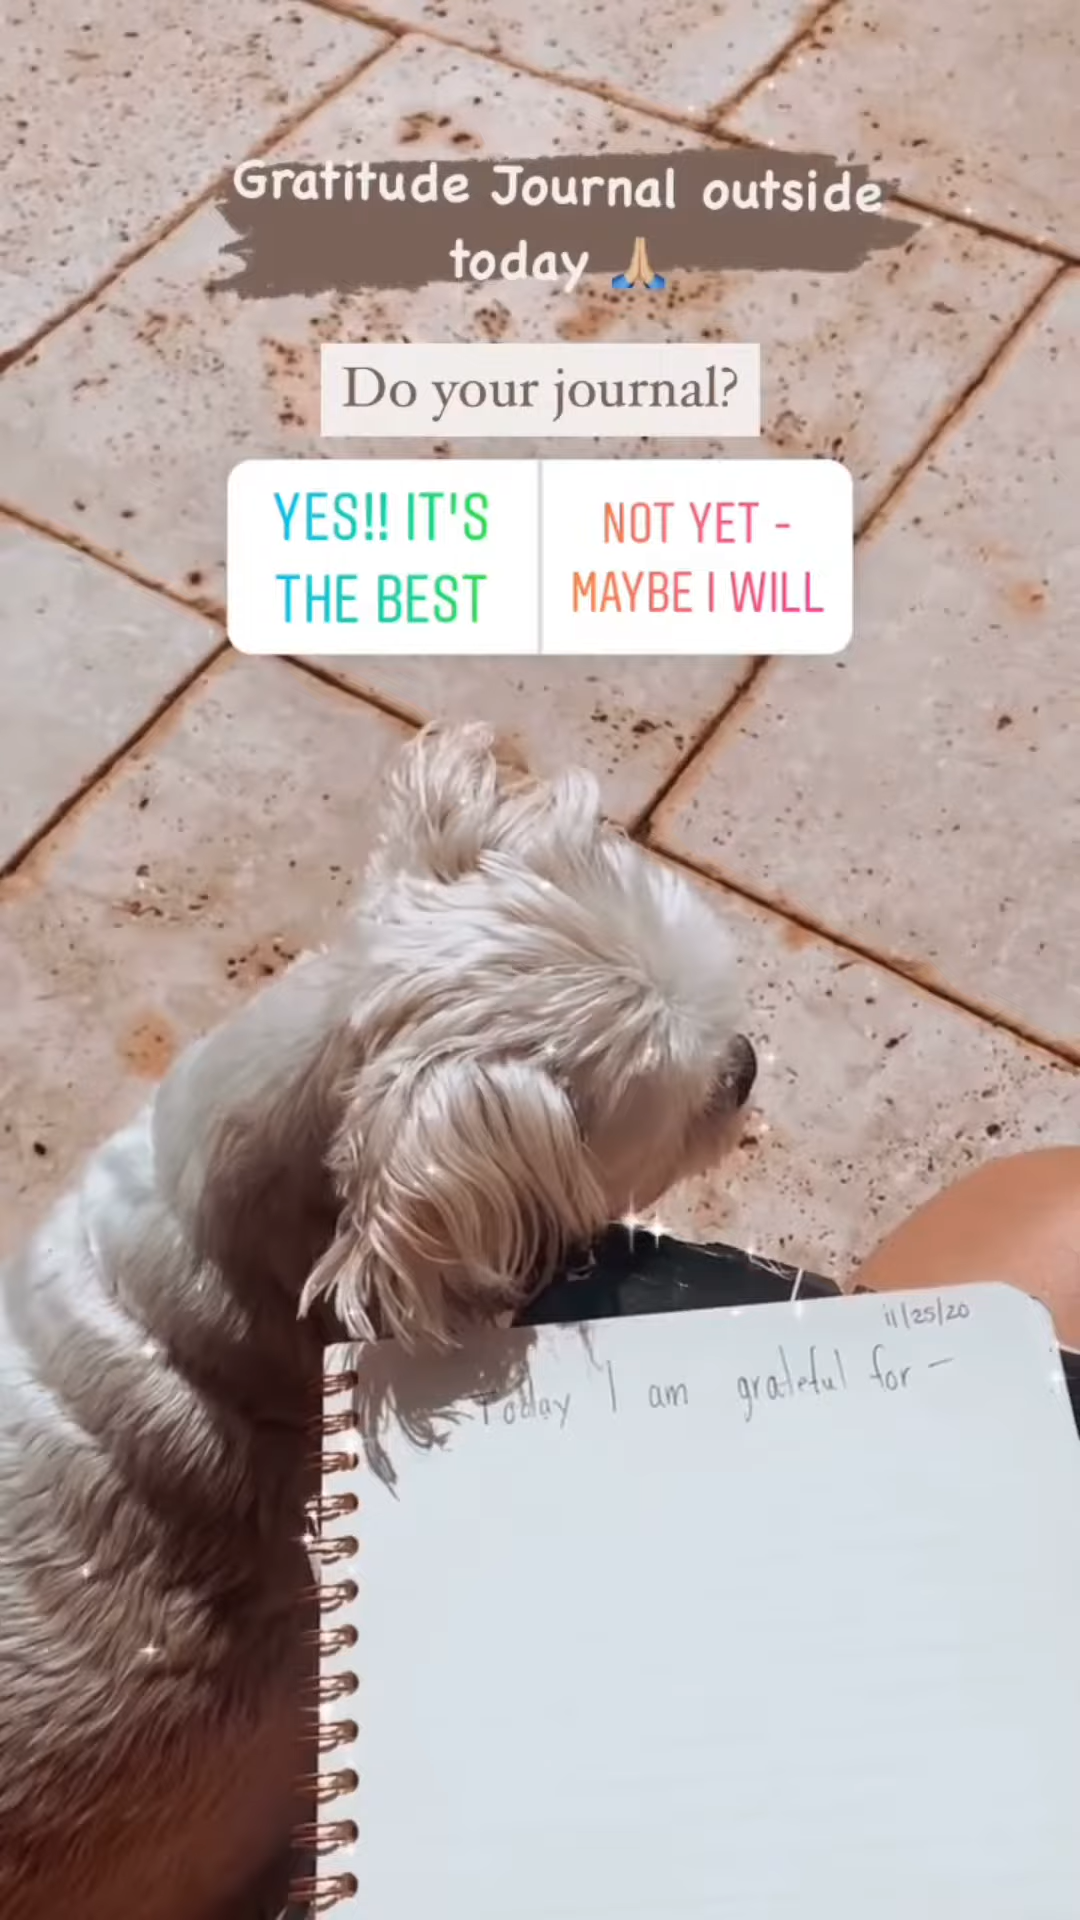 Gratitude Journal outside
today 🙏🏼
Do your journal?
YES!! IT'S
THE BEST
NOT YET -
MAYBE I WILL
11/25/20
Today I am grateful for -